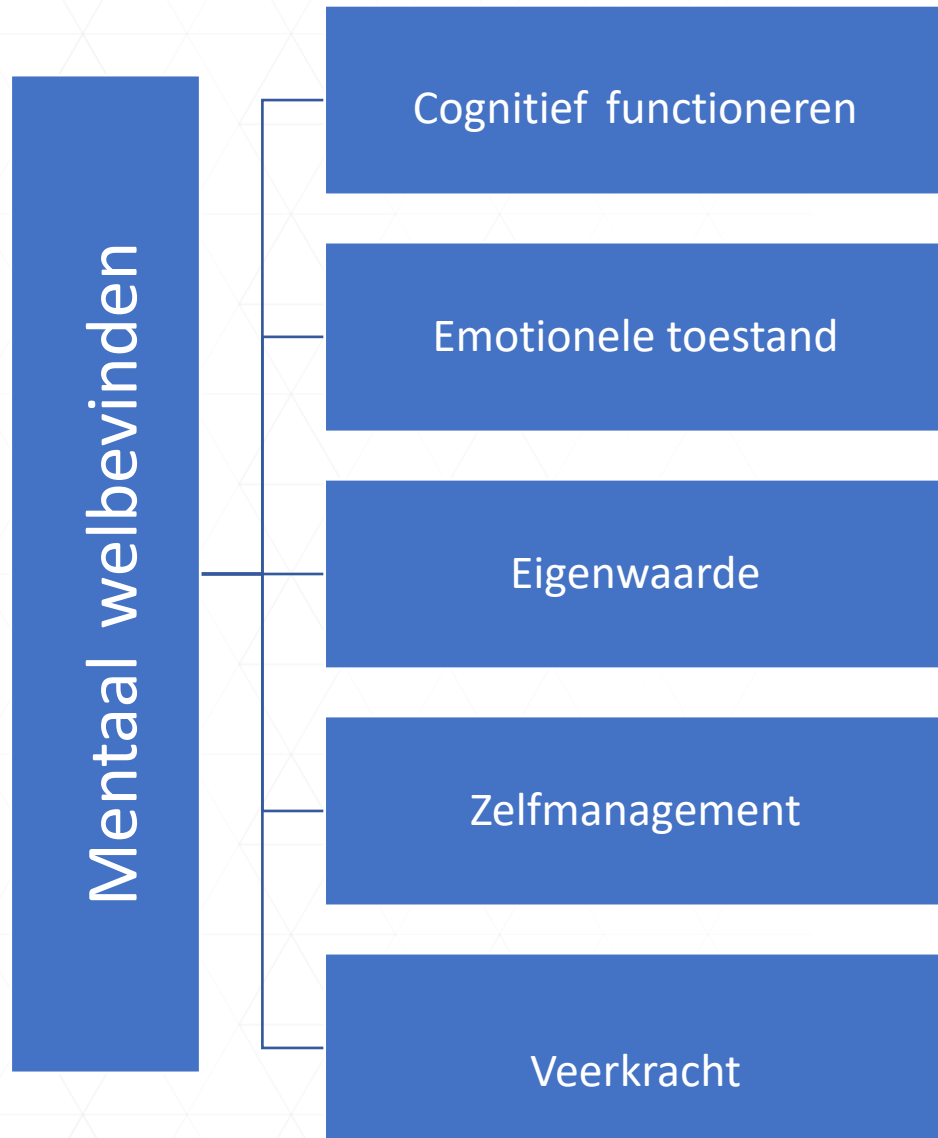 Mentaal welbevinden
Cognitief functioneren
Emotionele toestand
Eigenwaarde
Zelfmanagement
Veerkracht